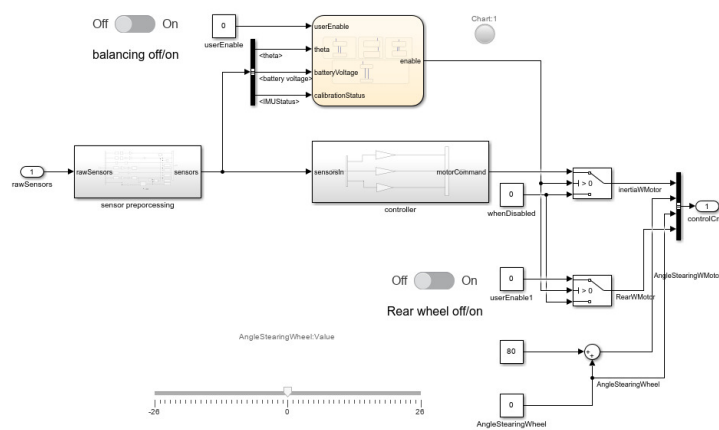 Off On
balancing off/on
0
userEnable
Chart:1
userEnable
theta
batteryVoltage
calibrationStatus
enable
<theta>
<battery voltage>
<IMUStatus>
1
rawSensors
rawSensors sensors
sensor preporcessing
sensorsIn motorCommand
controller
0
whenDisabled
> 0
inertiaWMotor
1
controlCr
Off On
Rear wheel off/on
0
userEnable1
> 0
RearWMotor
AngleStearingWMoto
AngleStearingWheel:Value
-26 0 26
80
+
+
0
AngleStearingWheel
AngleStearingWheel